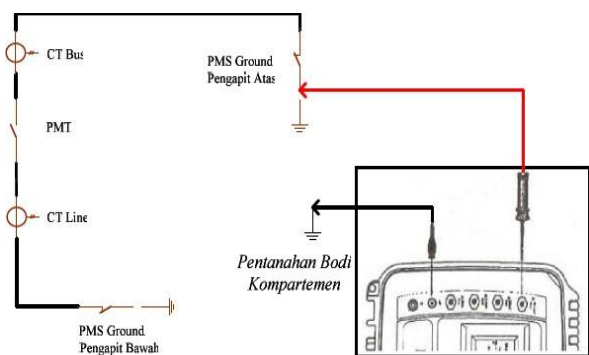 CT Bus
PMS Ground
Pengapit Atas
PMT
CT Line
Pentanahan Bodi
Kompartemen
PMS Ground
Pengapit Bawah